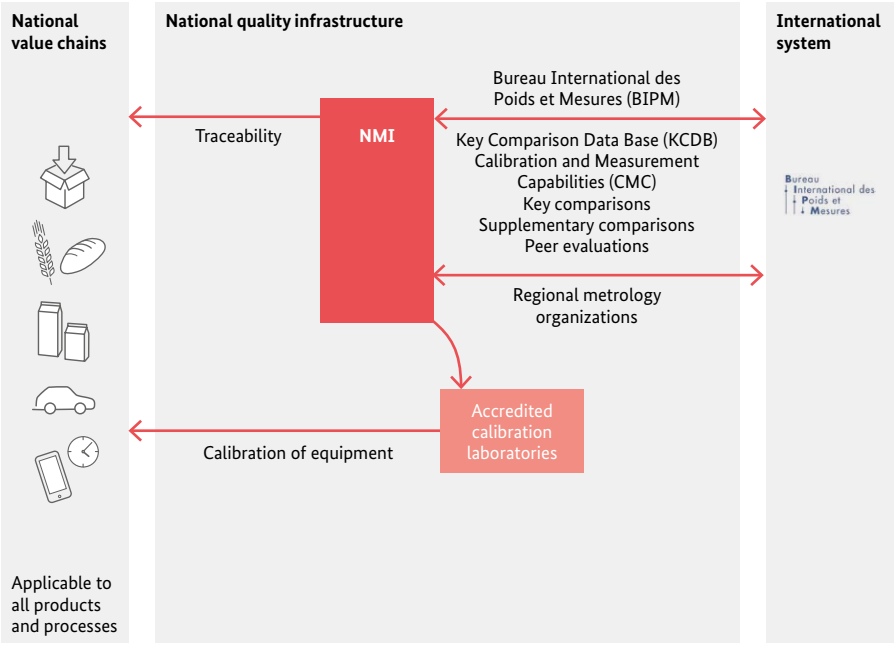 National
value chains
National quality infrastructure
International
system
Bureau International des
Poids et Mesures (BIPM)
Traceability
NMI
Key Comparison Data Base (KCDB)
Calibration and Measurement
Capabilities (CMC)
Key comparisons
Supplementary comparisons
Peer evaluations
Bureau
International des
Poids et
Mesures
Regional metrology
organizations
Accredited
calibration
laboratories
Calibration of equipment
Applicable to
all products
and processes